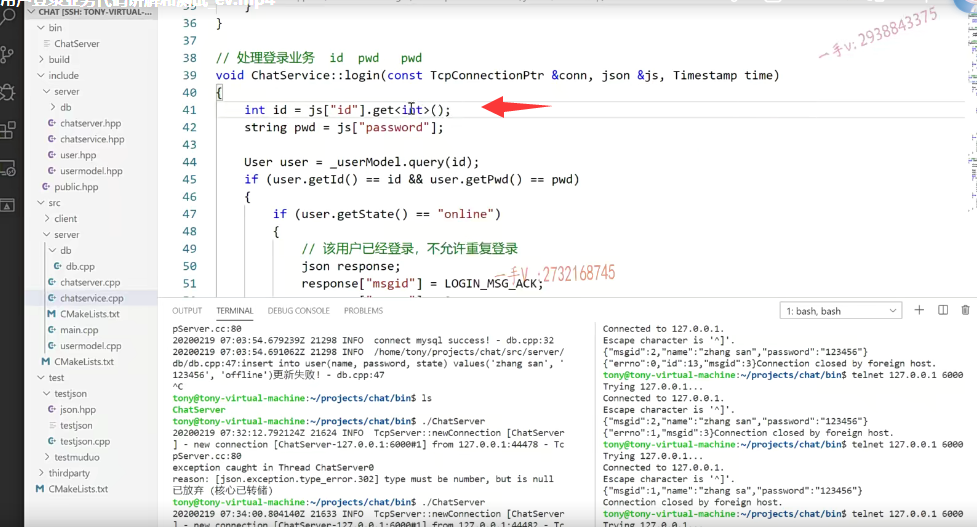 用户登录业务代码讲解和测试_ev.mp4
CHAT [SSH: TONY-VIRTUAL-...
bin
ChatServer
build
include
server
db
chatserver.hpp
chatservice.hpp
user.hpp
usermodel.hpp
public.hpp
src
client
server
db
db.cpp
chatserver.cpp
chatservice.cpp
CMakeLists.txt
main.cpp
usermodel.cpp
CMakeLists.txt
test
testjson
json.hpp
testjson
testjson.cpp
testmuduo
thirdparty
CMakeLists.txt
35 }
36 }
37
38 // 处理登录业务 id pwd pwd
39 void ChatService::login(const TcpConnectionPtr &conn, json &js, Timestamp time)
40 {
41 int id = js["id"].get<int>();
42 string pwd = js["password"];
43
44 User user = _userModel.query(id);
45 if (user.getId() == id && user.getPwd() == pwd)
46 {
47 if (user.getState() == "online")
48 {
49 // 该用户已经登录，不允许重复登录
50 json response;
51 response["msgid"] = LOGIN_MSG_ACK;
一手v: 2938843375
一手V :2732168745
OUTPUT TERMINAL DEBUG CONSOLE PROBLEMS
1: bash, bash
pServer.cc:80
20200219 07:03:54.679239Z 21298 INFO connect mysql success! - db.cpp:32
20200219 07:03:54.691062Z 21298 INFO /home/tony/projects/chat/src/server/
db/db.cpp:47:insert into user(name, password, state) values('zhang san', '
123456', 'offline')更新失败! - db.cpp:47
^C
tony@tony-virtual-machine:~/projects/chat/bin$ ls
ChatServer
tony@tony-virtual-machine:~/projects/chat/bin$ ./ChatServer
20200219 07:32:12.792124Z 21624 INFO TcpServer::newConnection [ChatServer
] - new connection [ChatServer-127.0.0.1:6000#1] from 127.0.0.1:44478 - Tc
pServer.cc:80
exception caught in Thread ChatServer0
reason: [json.exception.type_error.302] type must be number, but is null
已放弃 (核心已转储)
tony@tony-virtual-machine:~/projects/chat/bin$ ./ChatServer
20200219 07:34:00.804140Z 21633 INFO TcpServer::newConnection [ChatServer
] - new connection [ChatServer-127.0.0.1:6000#1] from 127.0.0.1:44482 - Tc
Connected to 127.0.0.1.
Escape character is '^]'.
{"msgid":2,"name":"zhang san","password":"123456"}
{"errno":0,"id":13,"msgid":3}Connection closed by foreign host.
tony@tony-virtual-machine:~/projects/chat/bin$ telnet 127.0.0.1 6000
Trying 127.0.0.1...
Connected to 127.0.0.1.
Escape character is '^]'.
{"msgid":2,"name":"zhang san","password":"123456"}
{"errno":1,"msgid":3}Connection closed by foreign host.
tony@tony-virtual-machine:~/projects/chat/bin$ telnet 127.0.0.1 6000
Trying 127.0.0.1...
Connected to 127.0.0.1.
Escape character is '^]'.
{"msgid":1,"name":"zhang sa","password":"123456"}
Connection closed by foreign host.
tony@tony-virtual-machine:~/projects/chat/bin$ telnet 127.0.0.1 6000
Trying 127.0.0.1...